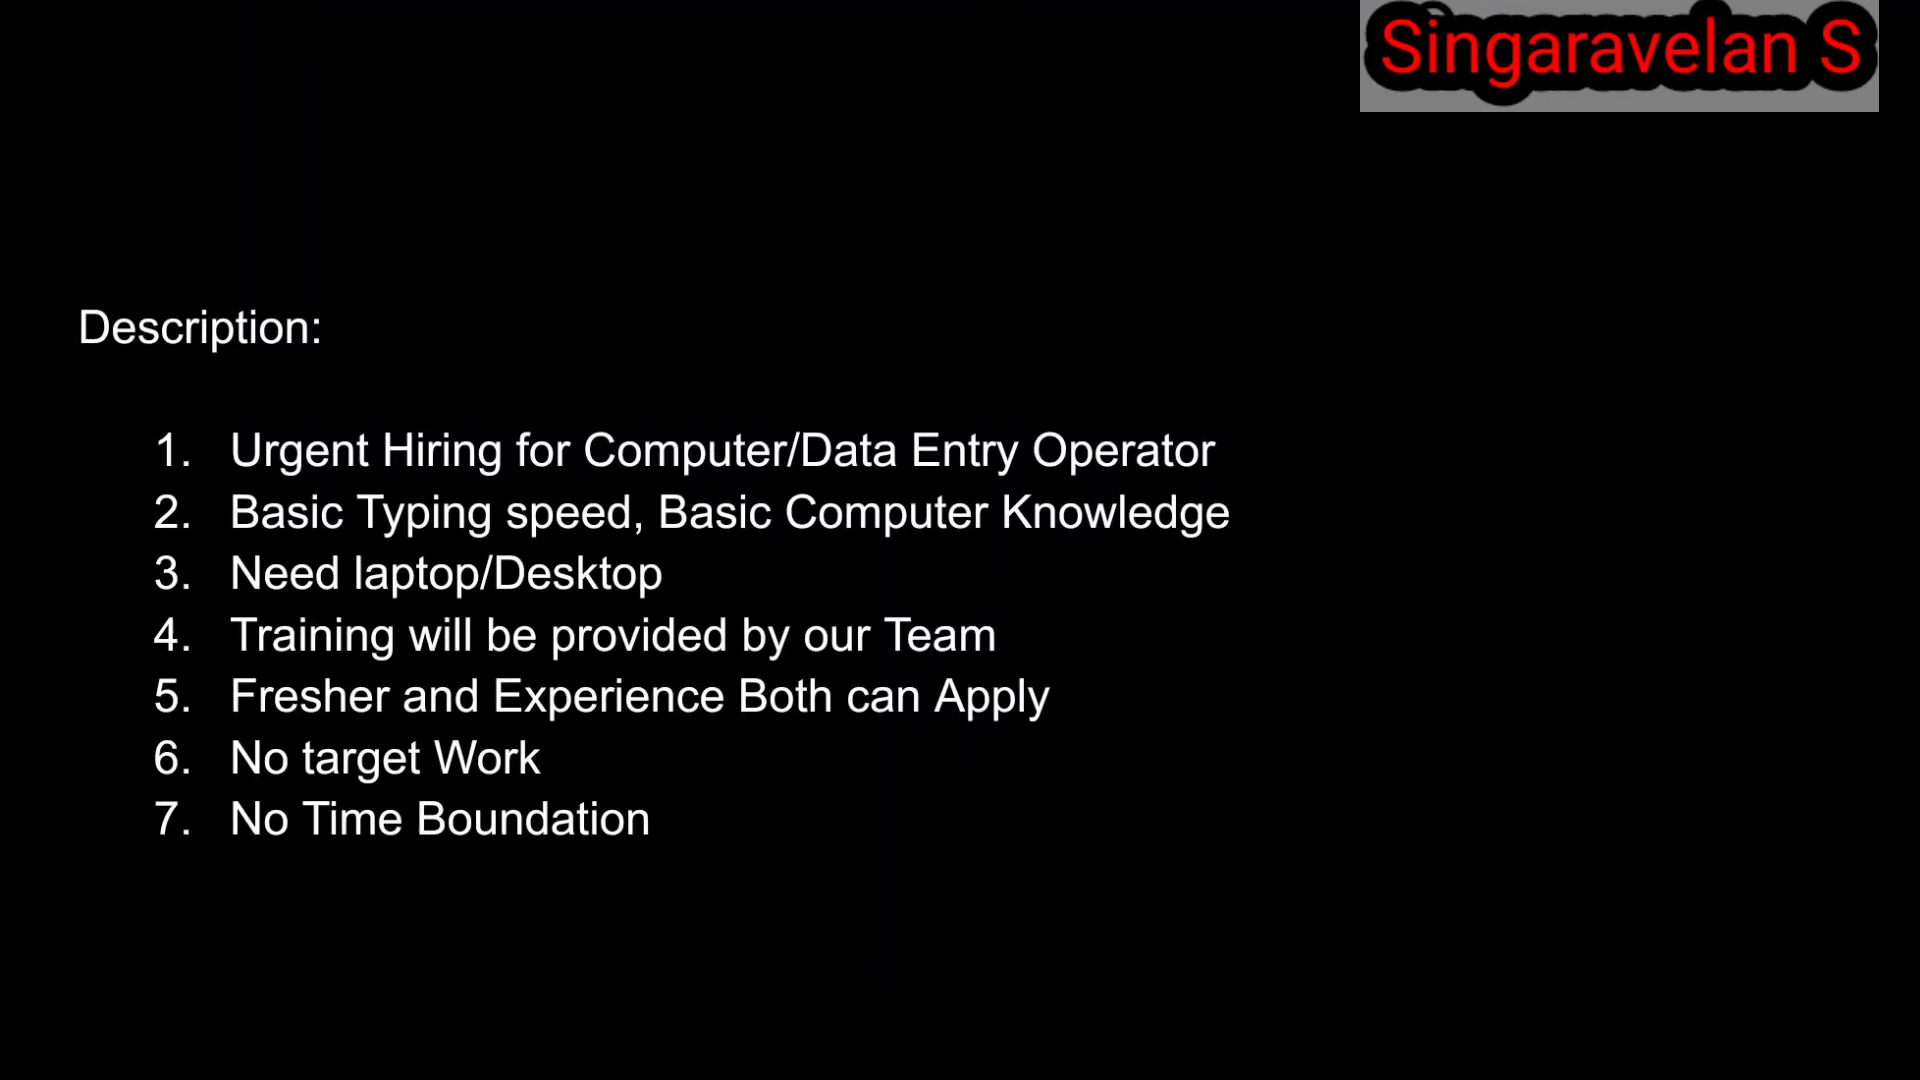 Singaravelan S
Description:
1. Urgent Hiring for Computer/Data Entry Operator
2. Basic Typing speed, Basic Computer Knowledge
3. Need laptop/Desktop
4. Training will be provided by our Team
5. Fresher and Experience Both can Apply
6. No target Work
7. No Time Boundation